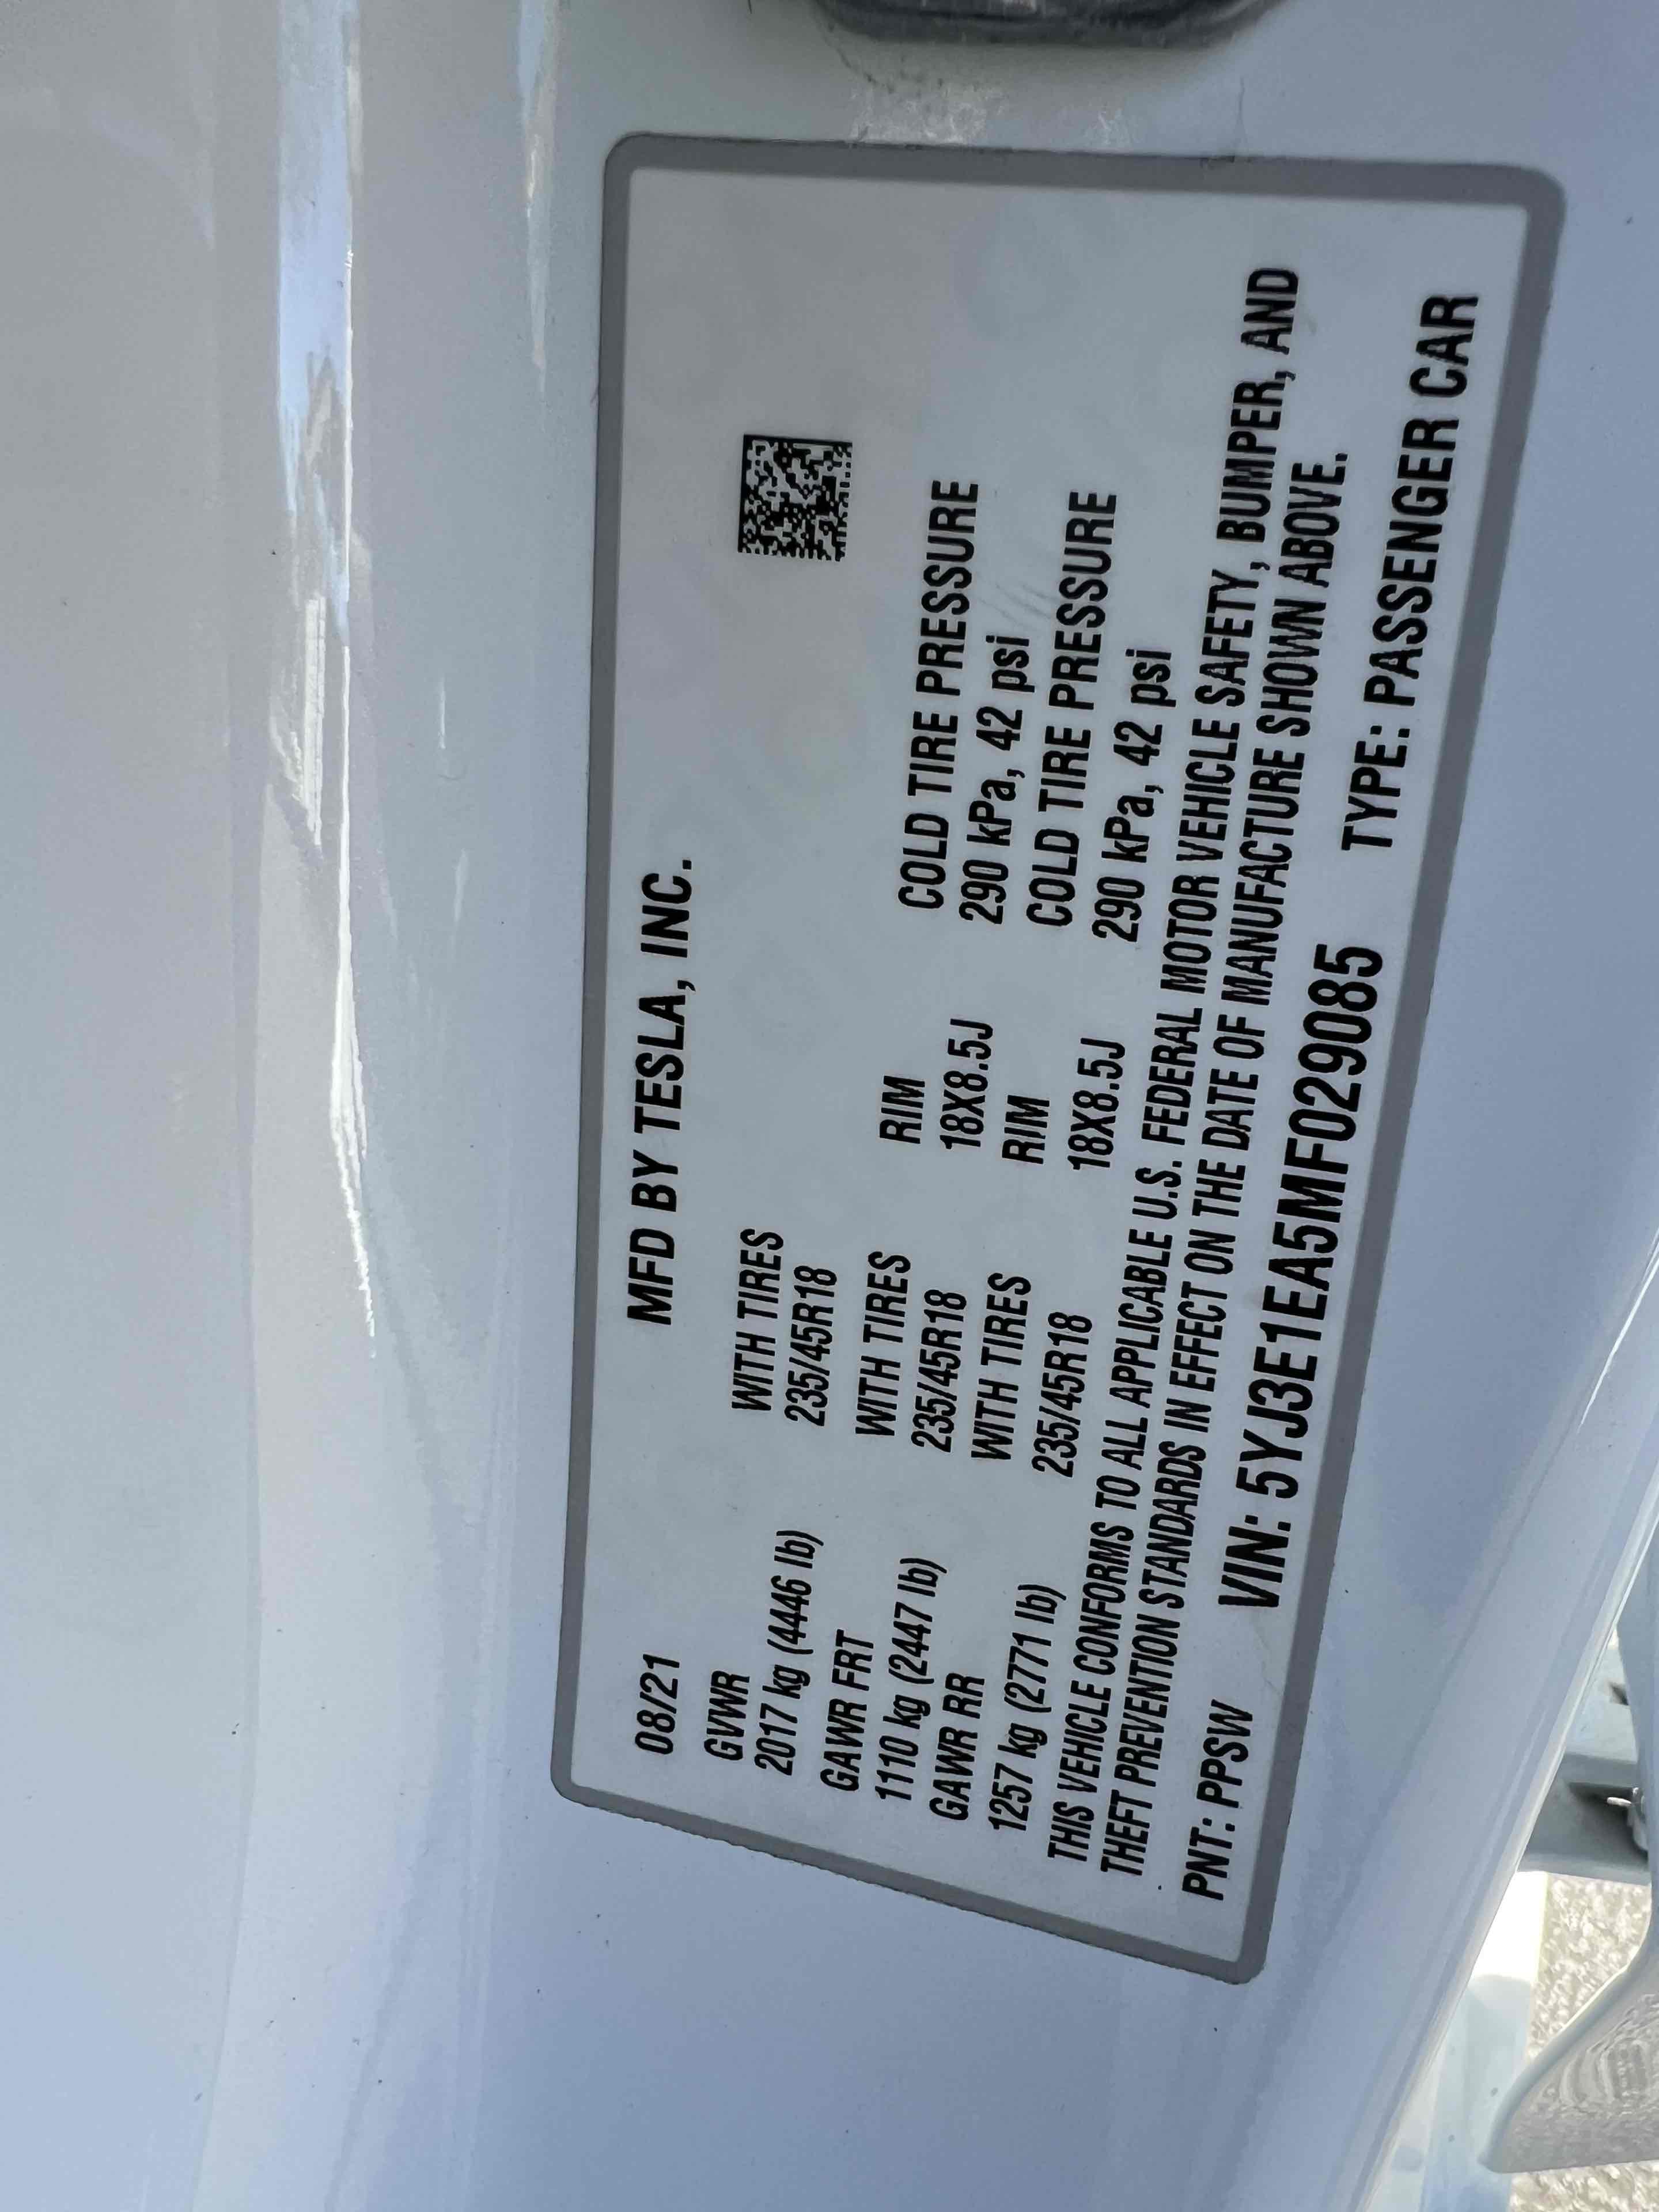 MFD BY TESLA, INC.
08/21
GVWR WITH TIRES
2017 kg (4446 lb) 235/45R18
GAWR FRT WITH TIRES RIM COLD TIRE PRESSURE
1110 kg (2447 lb) 235/45R18 18X8.5J 290 kPa, 42 psi
GAWR RR WITH TIRES RIM COLD TIRE PRESSURE
1257 kg (2771 lb) 235/45R18 18X8.5J 290 kPa, 42 psi
THIS VEHICLE CONFORMS TO ALL APPLICABLE U.S. FEDERAL MOTOR VEHICLE SAFETY, BUMPER, AND
THEFT PREVENTION STANDARDS IN EFFECT ON THE DATE OF MANUFACTURE SHOWN ABOVE.
PNT: PPSW VIN: 5YJ3E1EA5MF029085 TYPE: PASSENGER CAR